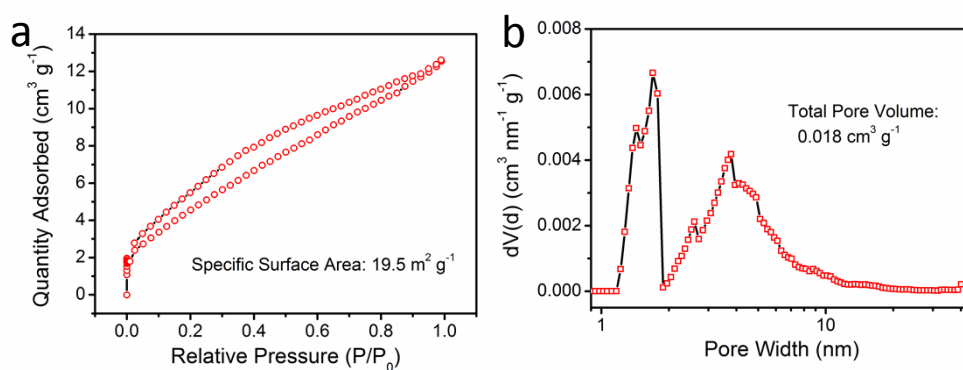 a
Quantity Adsorbed (cm³ g⁻¹)
14
12
10
8
6
4
2
0
Specific Surface Area: 19.5 m² g⁻¹
0.0 0.2 0.4 0.6 0.8 1.0
Relative Pressure (P/P₀)
b
dV(d) (cm³ nm⁻¹ g⁻¹)
0.008
0.006
0.004
0.002
0.000
Total Pore Volume:
0.018 cm³ g⁻¹
1 10
Pore Width (nm)